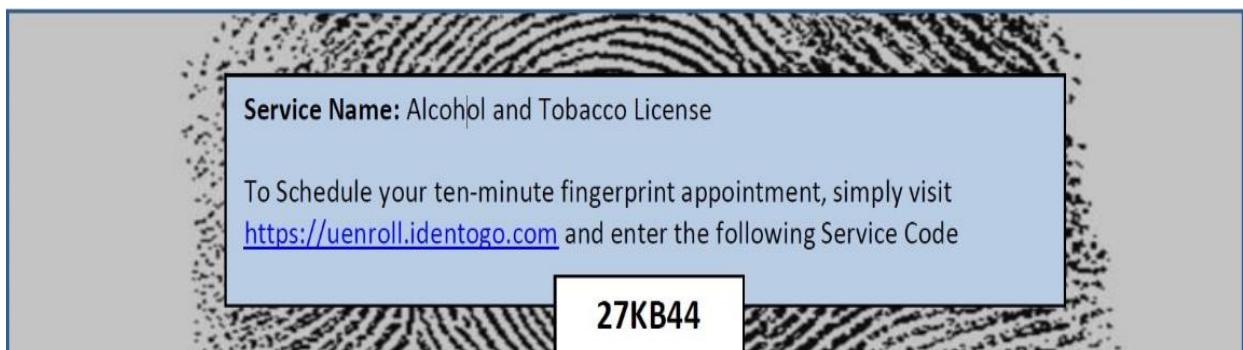 Service Name: Alcohol and Tobacco License
To Schedule your ten-minute fingerprint appointment, simply visit
https://uenroll.identogo.com and enter the following Service Code
27KB44